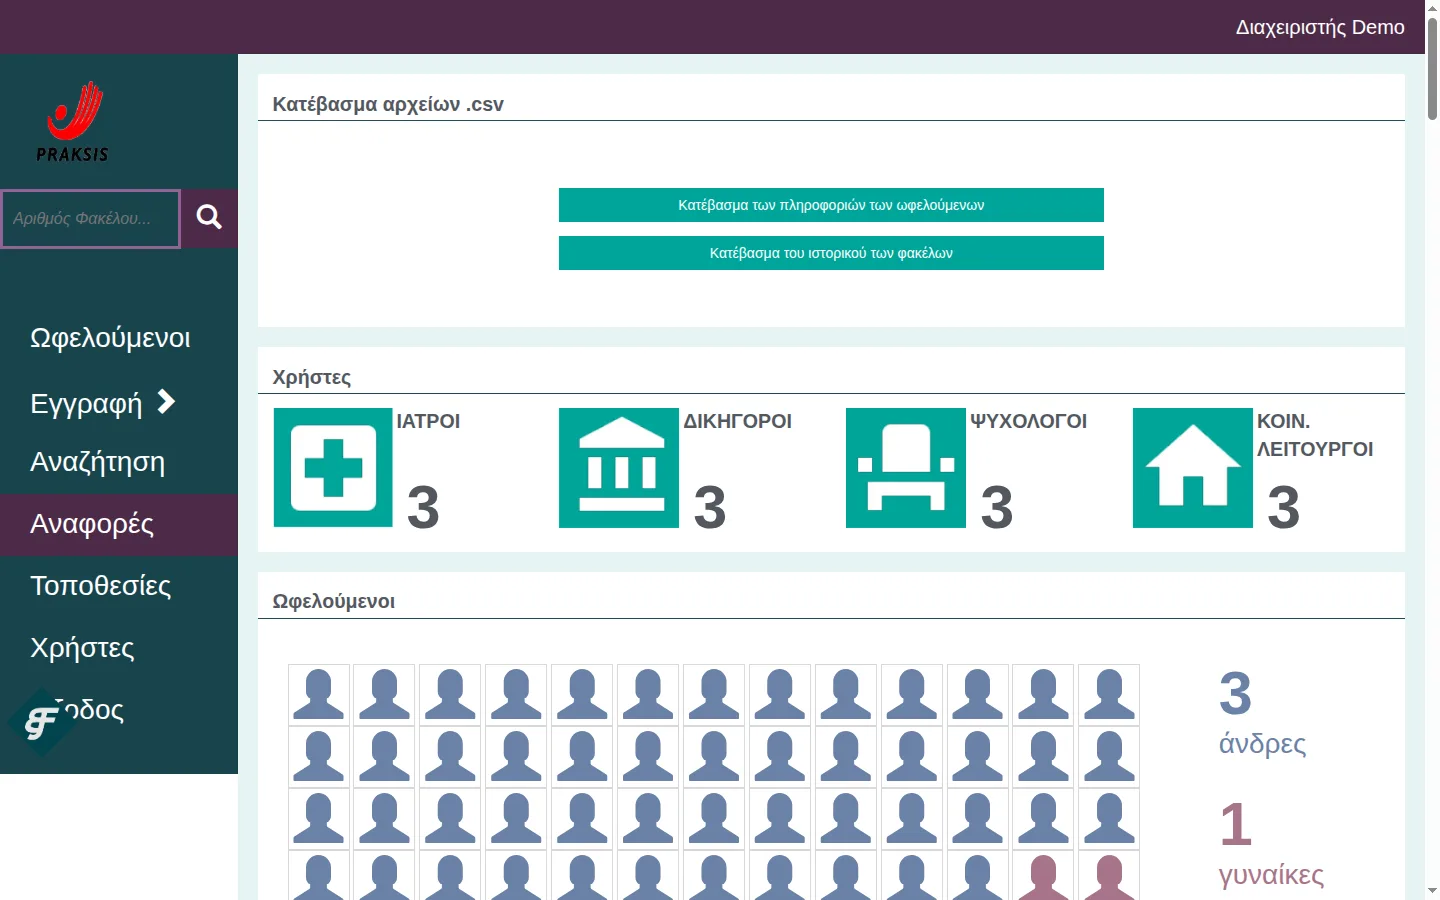 Διαχειριστής Demo
PRAKSIS
Αριθμός Φακέλου...
Ωφελούμενοι
Εγγραφή
Αναζήτηση
Αναφορές
Τοποθεσίες
Χρήστες
Κατέβασμα αρχείων .csv
Κατέβασμα των πληροφοριών των ωφελούμενων
Κατέβασμα του ιστορικού των φακέλων
Χρήστες
ΙΑΤΡΟΙ
3
ΔΙΚΗΓΟΡΟΙ
3
ΨΥΧΟΛΟΓΟΙ
3
ΚΟΙΝ.
ΛΕΙΤΟΥΡΓΟΙ
3
Ωφελούμενοι
3
άνδρες
1
γυναίκες